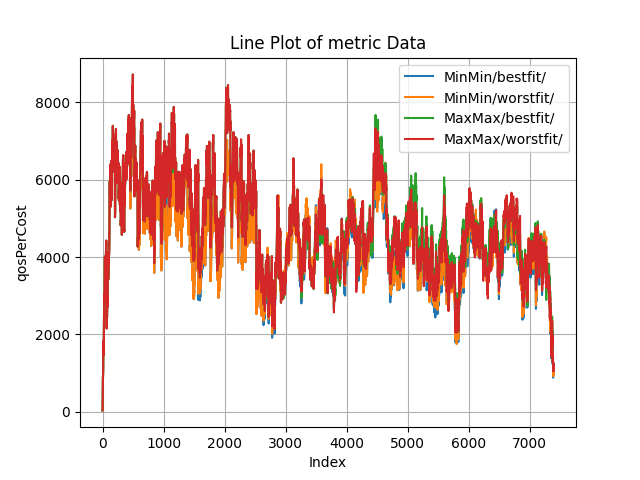 Line Plot of metric Data
MinMin/bestfit/
MinMin/worstfit/
MaxMax/bestfit/
MaxMax/worstfit/
8000
6000
4000
2000
0
qosPerCost
0 1000 2000 3000 4000 5000 6000 7000
Index